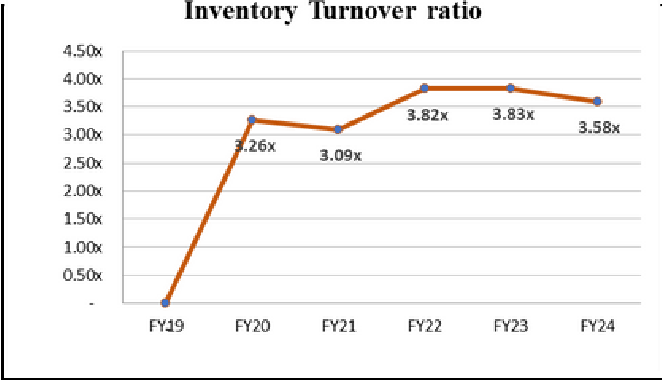 Inventory Turnover ratio
4.50x
4.00x
3.50x
3.00x
2.50x
2.00x
1.50x
1.00x
0.50x
-
3.26x
3.09x
3.82x
3.83x
3.58x
FY19 FY20 FY21 FY22 FY23 FY24